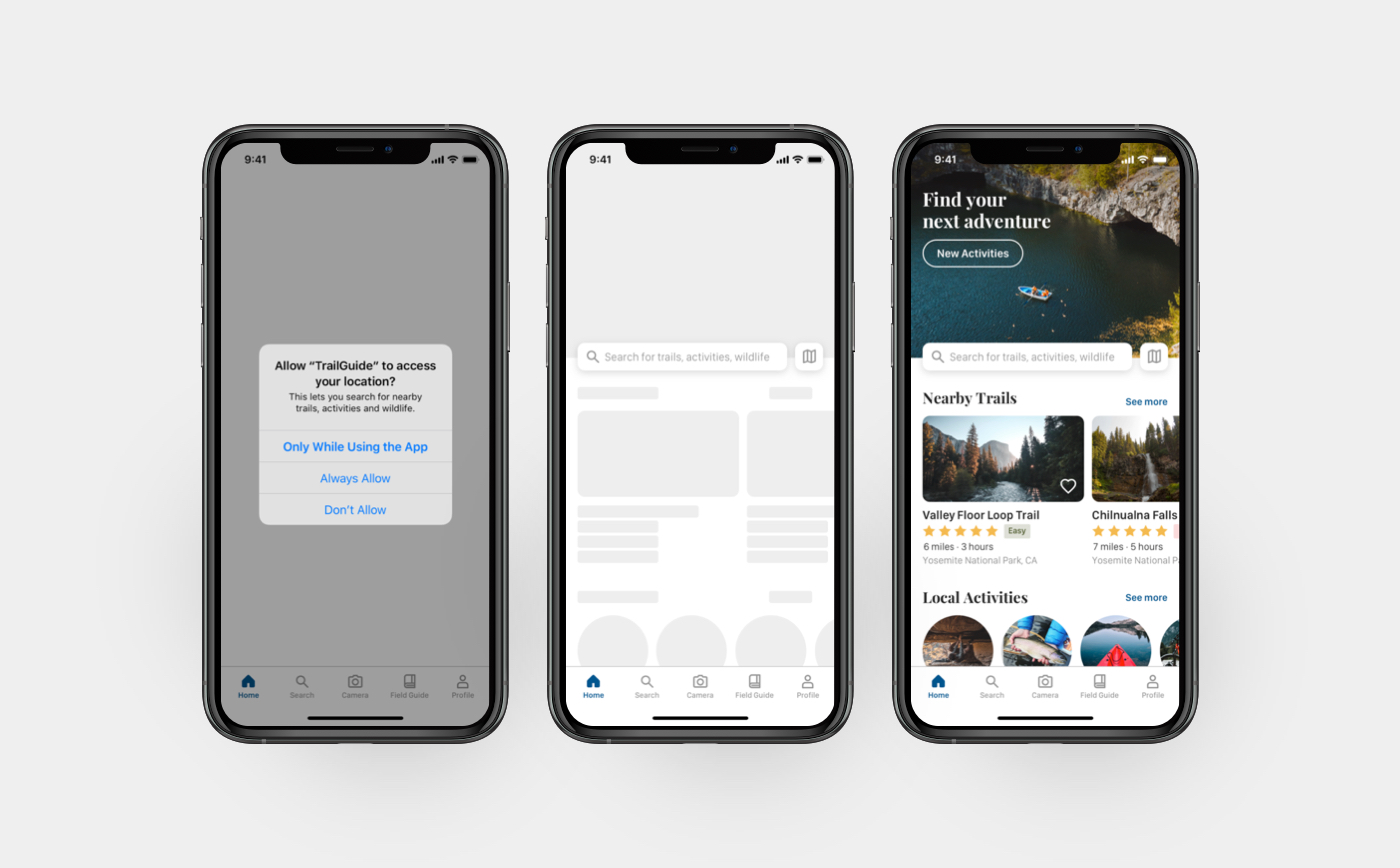 9:41
Allow “TrailGuide” to access
your location?
This lets you search for nearby
trails, activities and wildlife.
Only While Using the App
Always Allow
Don’t Allow
Home
Search
Camera
Field Guide
Profile
9:41
Search for trails, activities, wildlife
Home
Search
Camera
Field Guide
Profile
9:41
Find your
next adventure
New Activities
Search for trails, activities, wildlife
Nearby Trails
See more
Valley Floor Loop Trail
Easy
6 miles · 3 hours
Yosemite National Park, CA
Chilnualna Falls
7 miles · 5 hours
Yosemite National P
Local Activities
See more
Home
Search
Camera
Field Guide
Profile